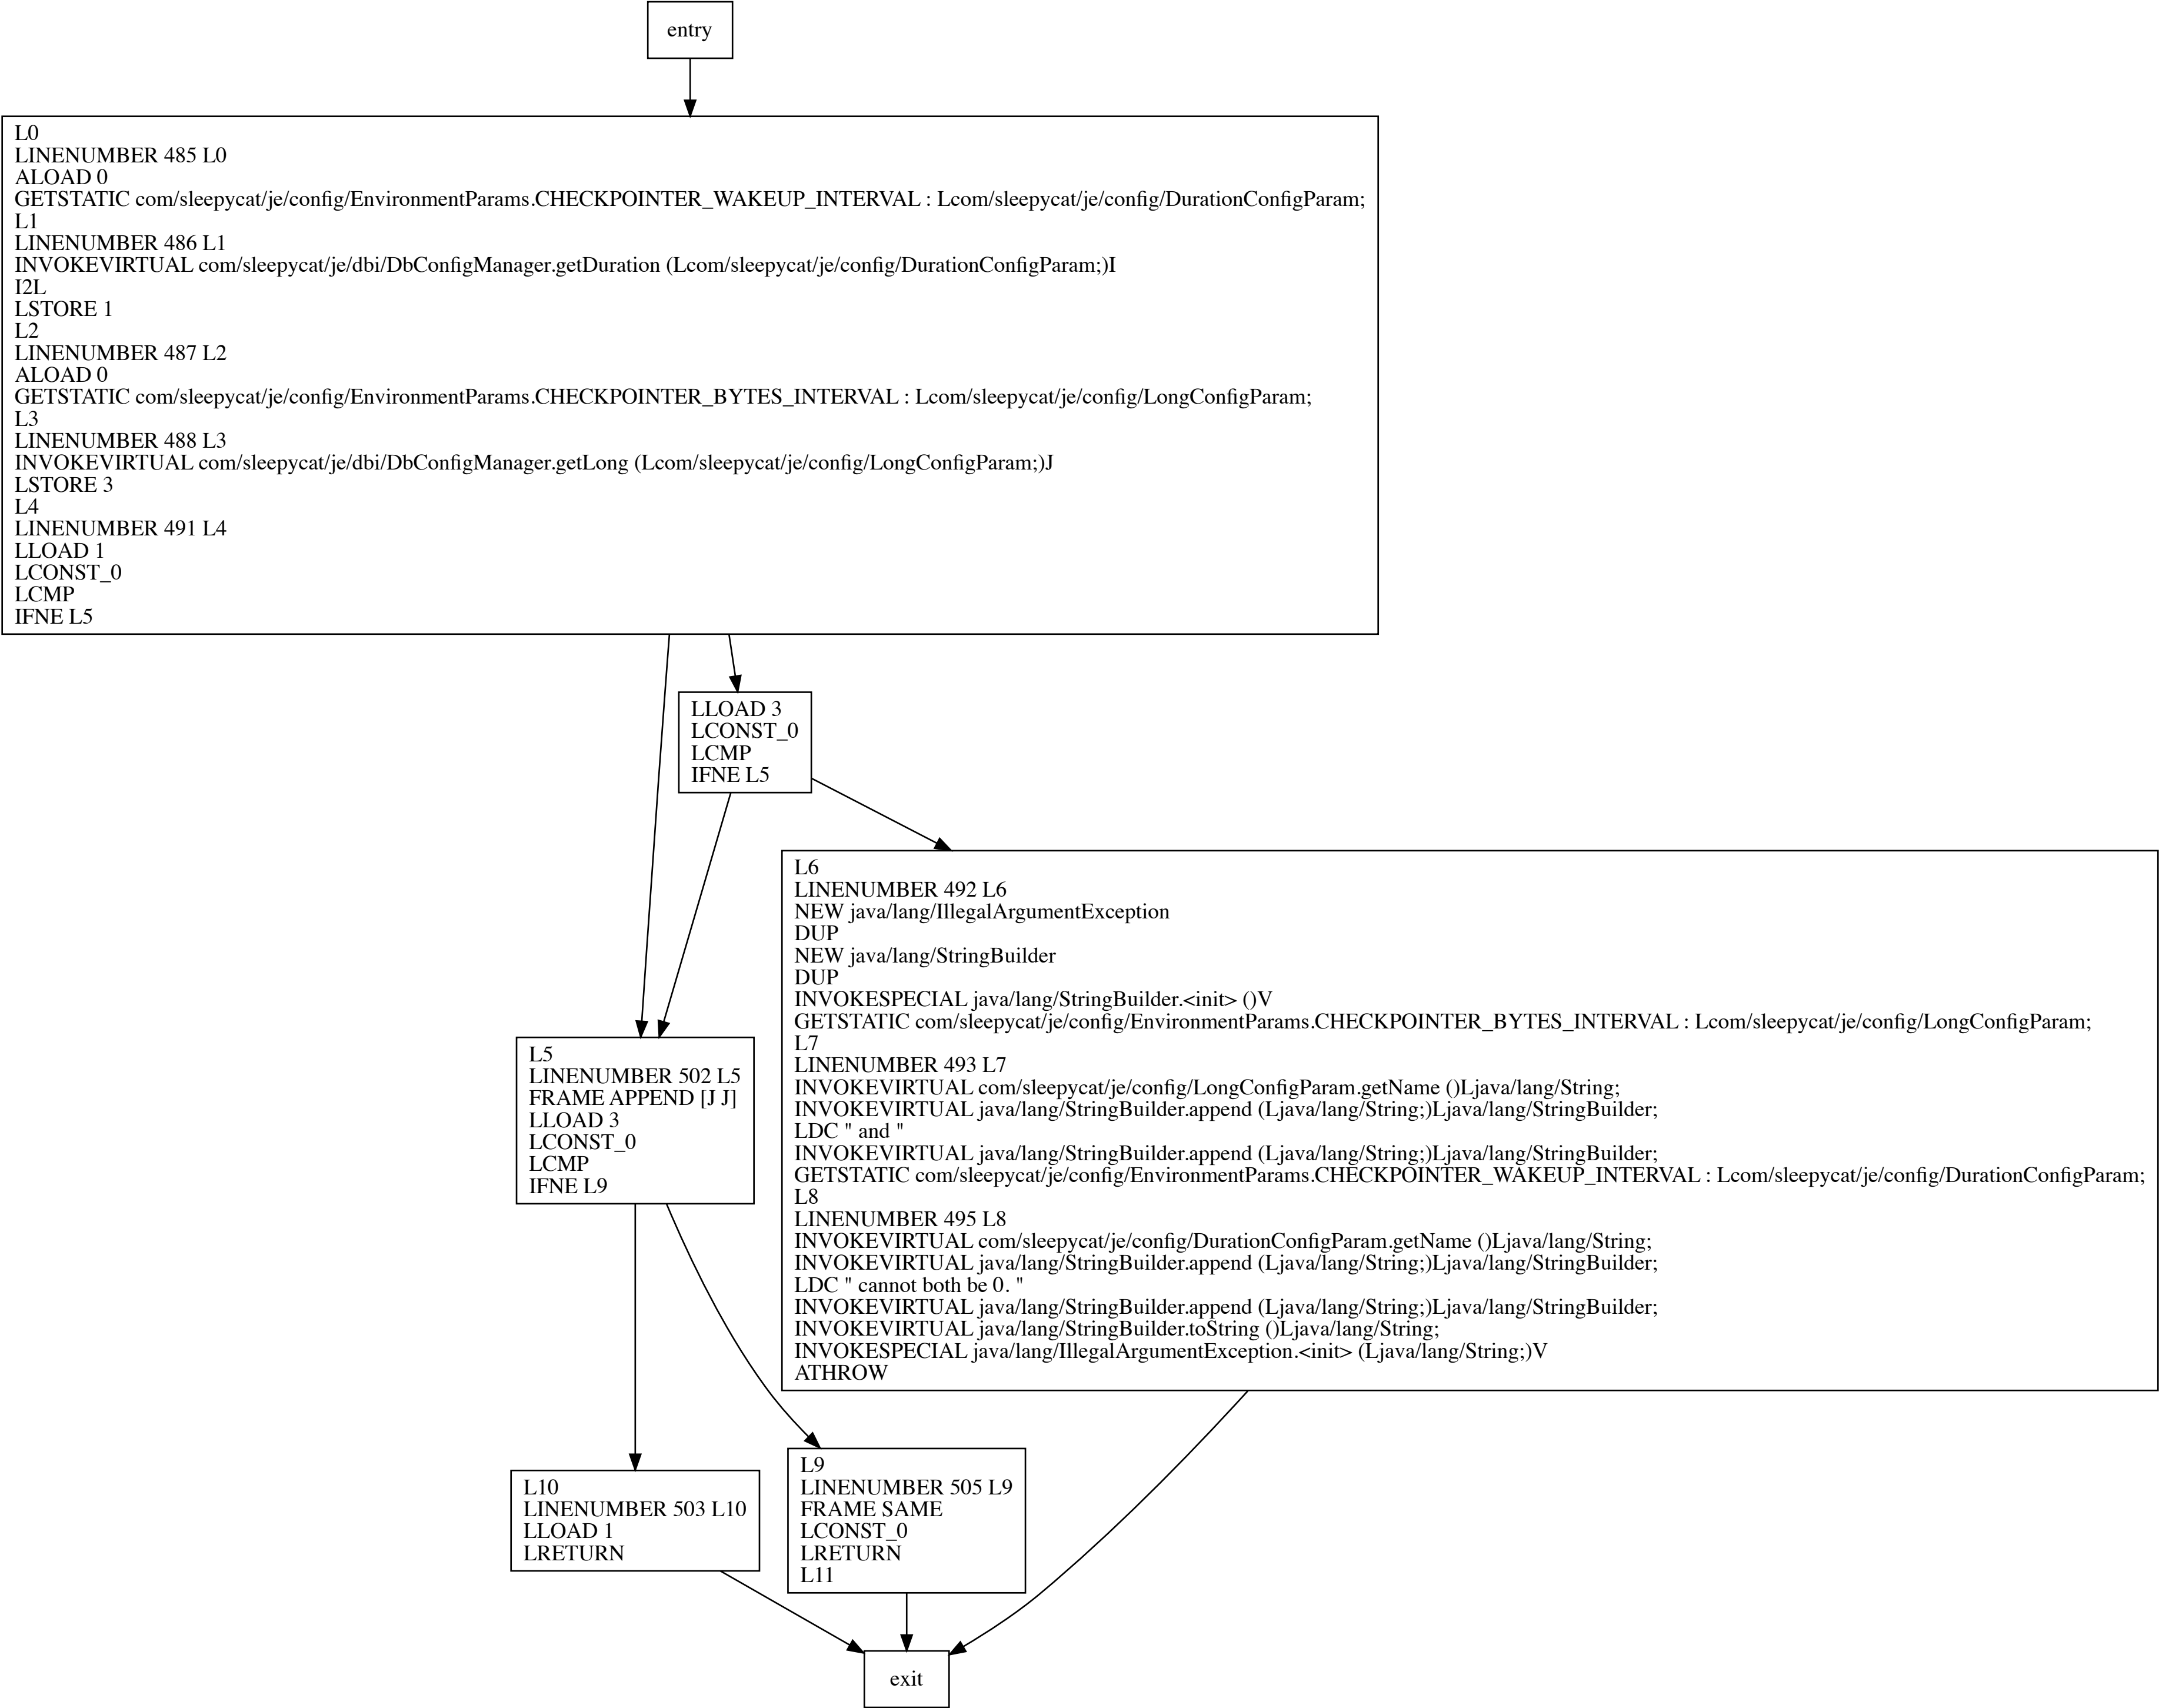 entry
L0
LINENUMBER 485 L0
ALOAD 0
GETSTATIC com/sleepycat/je/config/EnvironmentParams.CHECKPOINTER_WAKEUP_INTERVAL : Lcom/sleepycat/je/config/DurationConfigParam;
L1
LINENUMBER 486 L1
INVOKEVIRTUAL com/sleepycat/je/dbi/DbConfigManager.getDuration (Lcom/sleepycat/je/config/DurationConfigParam;)I
I2L
LSTORE 1
L2
LINENUMBER 487 L2
ALOAD 0
GETSTATIC com/sleepycat/je/config/EnvironmentParams.CHECKPOINTER_BYTES_INTERVAL : Lcom/sleepycat/je/config/LongConfigParam;
L3
LINENUMBER 488 L3
INVOKEVIRTUAL com/sleepycat/je/dbi/DbConfigManager.getLong (Lcom/sleepycat/je/config/LongConfigParam;)J
LSTORE 3
L4
LINENUMBER 491 L4
LLOAD 1
LCONST_0
LCMP
IFNE L5
LLOAD 3
LCONST_0
LCMP
IFNE L5
L6
LINENUMBER 492 L6
NEW java/lang/IllegalArgumentException
DUP
NEW java/lang/StringBuilder
DUP
INVOKESPECIAL java/lang/StringBuilder.<init> ()V
GETSTATIC com/sleepycat/je/config/EnvironmentParams.CHECKPOINTER_BYTES_INTERVAL : Lcom/sleepycat/je/config/LongConfigParam;
L7
LINENUMBER 493 L7
INVOKEVIRTUAL com/sleepycat/je/config/LongConfigParam.getName ()Ljava/lang/String;
INVOKEVIRTUAL java/lang/StringBuilder.append (Ljava/lang/String;)Ljava/lang/StringBuilder;
LDC " and "
INVOKEVIRTUAL java/lang/StringBuilder.append (Ljava/lang/String;)Ljava/lang/StringBuilder;
GETSTATIC com/sleepycat/je/config/EnvironmentParams.CHECKPOINTER_WAKEUP_INTERVAL : Lcom/sleepycat/je/config/DurationConfigParam;
L8
LINENUMBER 495 L8
INVOKEVIRTUAL com/sleepycat/je/config/DurationConfigParam.getName ()Ljava/lang/String;
INVOKEVIRTUAL java/lang/StringBuilder.append (Ljava/lang/String;)Ljava/lang/StringBuilder;
LDC " cannot both be 0. "
INVOKEVIRTUAL java/lang/StringBuilder.append (Ljava/lang/String;)Ljava/lang/StringBuilder;
INVOKEVIRTUAL java/lang/StringBuilder.toString ()Ljava/lang/String;
INVOKESPECIAL java/lang/IllegalArgumentException.<init> (Ljava/lang/String;)V
ATHROW
L5
LINENUMBER 502 L5
FRAME APPEND [J J]
LLOAD 3
LCONST_0
LCMP
IFNE L9
L10
LINENUMBER 503 L10
LLOAD 1
LRETURN
L9
LINENUMBER 505 L9
FRAME SAME
LCONST_0
LRETURN
L11
exit